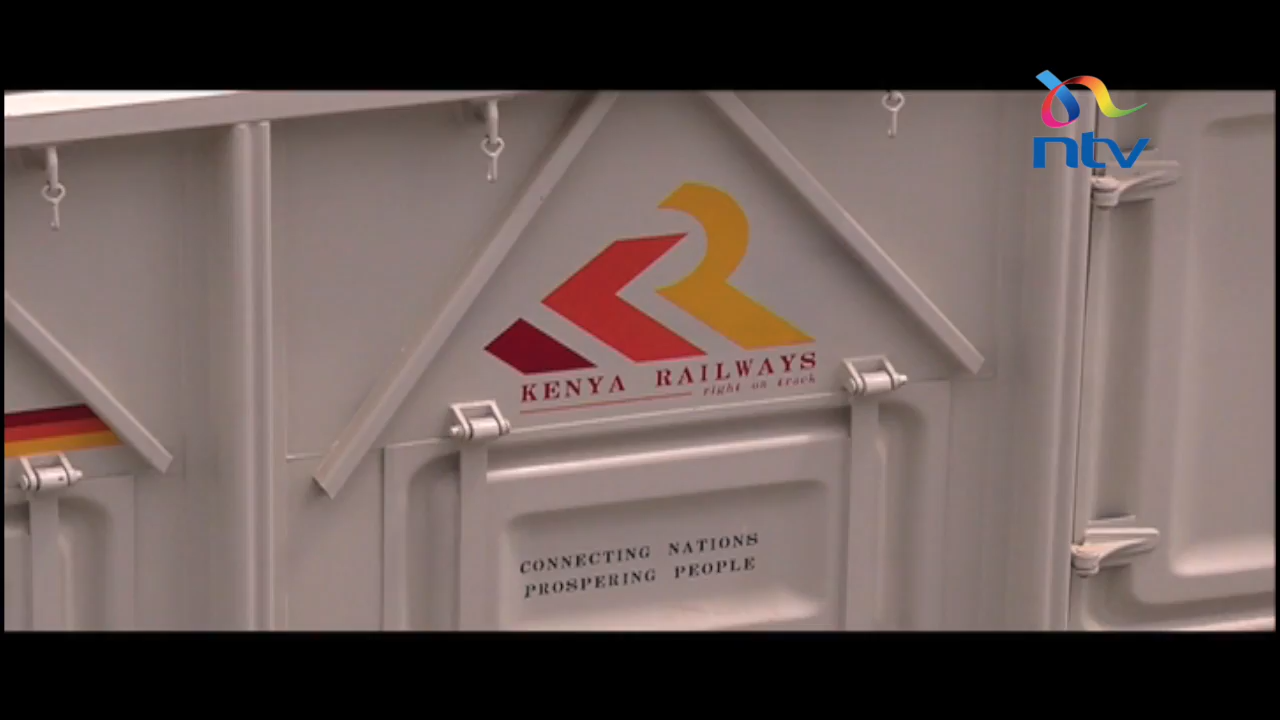 ntv
KENYA RAILWAYS
right on track
CONNECTING NATIONS
PROSPERING PEOPLE